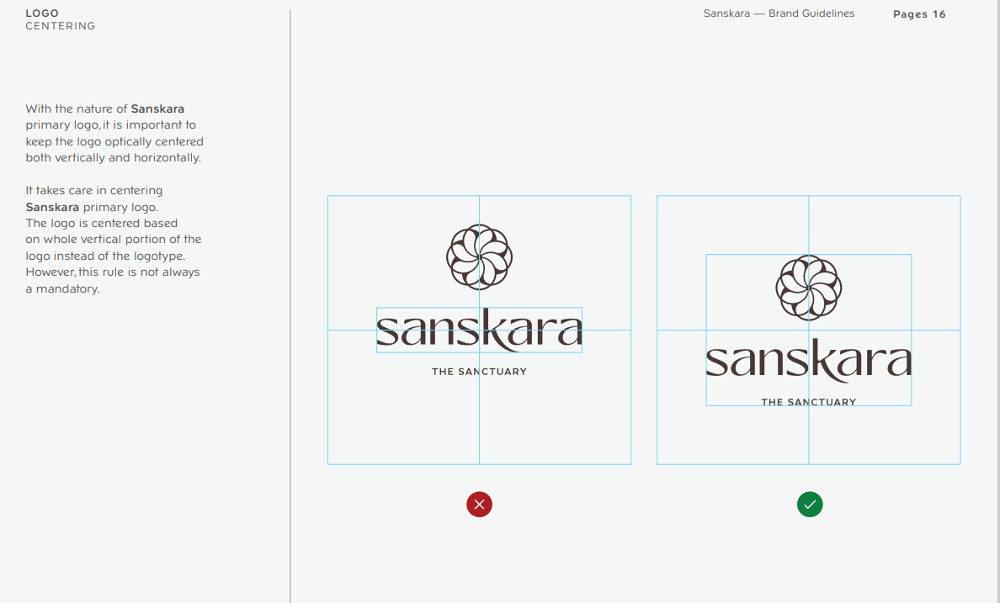 LOGO
CENTERING
Sanskara — Brand Guidelines
Pages 16
With the nature of Sanskara
primary logo, it is important to
keep the logo optically centered
both vertically and horizontally.
It takes care in centering
Sanskara primary logo.
The logo is centered based
on whole vertical portion of the
logo instead of the logotype.
However, this rule is not always
a mandatory.
sanskara
THE SANCTUARY
sanskara
THE SANCTUARY